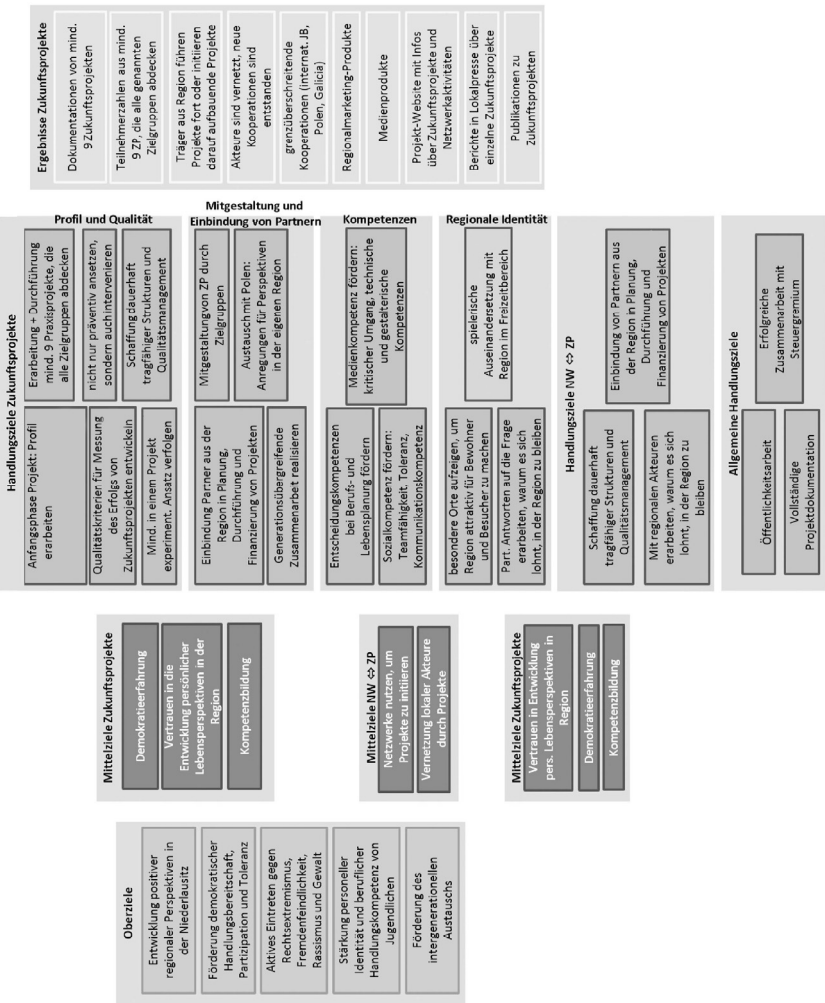 Oberziele
Entwicklung positiver
regionaler Perspektiven in
der Niederlausitz
Förderung demokratischer
Handlungsbereitschaft,
Partizipation und Toleranz
Aktives Eintreten gegen
Rechtsextremismus,
Fremdenfeindlichkeit,
Rassismus und Gewalt
Stärkung personeller
Identität und beruflicher
Handlungskompetenz von
Jugendlichen
Förderung des
intergenerationellen
Austauschs
Mittelziele Zukunftsprojekte
Demokratieerfahrung
Vertrauen in die
Entwicklung persönlicher
Lebensperspektiven in der
Region
Kompetenzbildung
Mittelziele NW ⇔ ZP
Netzwerke nutzen, um
Projekte zu initiieren
Vernetzung lokaler Akteure
durch Projekte
Mittelziele Zukunftsprojekte
Vertrauen in Entwicklung
pers. Lebensperspektiven in
Region
Demokratieerfahrung
Kompetenzbildung
Handlungsziele Zukunftsprojekte
Profil und Qualität
Anfangsphase Projekt: Profil
erarbeiten
Qualitätskriterien für Messung
des Erfolgs von
Zukunftsprojekten entwickeln
Mind. in einem Projekt
experiment. Ansatz verfolgen
Erarbeitung + Durchführung
mind. 9 Praxisprojekte, die
alle Zielgruppen abdecken
nicht nur präventiv ansetzen,
sondern auch intervenieren
Schaffung dauerhaft
tragfähiger Strukturen und
Qualitätsmanagement
Mitgestaltung und
Einbindung von Partnern
Einbindung Partner aus der
Region in Planung,
Durchführung und
Finanzierung von Projekten
Generationsübergreifende
Zusammenarbeit realisieren
Mitgestaltung von ZP durch
Zielgruppen
Austausch mit Polen:
Anregungen für Perspektiven
in der eigenen Region
Kompetenzen
Entscheidungskompetenzen
bei Berufs- und
Lebensplanung fördern
Sozialkompetenz fördern:
Teamfähigkeit, Toleranz,
Kommunikationskompetenz
Medienkompetenz fördern:
kritischer Umgang, technische
und gestalterische
Kompetenzen
Regionale Identität
besondere Orte aufzeigen, um
Region attraktiv für Bewohner
und Besucher zu machen
Part. Antworten auf die Frage
erarbeiten, warum es sich
lohnt, in der Region zu bleiben
spielerische
Auseinandersetzung mit
Region im Freizeitbereich
Handlungsziele NW ⇔ ZP
Schaffung dauerhaft
tragfähiger Strukturen und
Qualitätsmanagement
Mit regionalen Akteuren
erarbeiten, warum es sich
lohnt, in der Region zu
bleiben
Einbindung von Partnern aus
der Region in Planung,
Durchführung und
Finanzierung von Projekten
Allgemeine Handlungsziele
Öffentlichkeitsarbeit
Vollständige
Projektdokumentation
Erfolgreiche
Zusammenarbeit mit
Steuergremium
Ergebnisse Zukunftsprojekte
Dokumentationen von mind.
9 Zukunftsprojekten
Teilnehmerzahlen aus mind.
9 ZP, die alle genannten
Zielgruppen abdecken
Träger aus Region führen
Projekte fort oder initiieren
darauf aufbauende Projekte
Akteure sind vernetzt, neue
Kooperationen sind
entstanden
grenzüberschreitende
Kooperationen (internat. JB,
Polen, Galicia)
Regionalmarketing-Produkte
Medienprodukte
Projekt-Website mit Infos
über Zukunftsprojekte und
Netzwerkaktivitäten
Berichte in Lokalpresse über
einzelne Zukunftsprojekte
Publikationen zu
Zukunftsprojekten